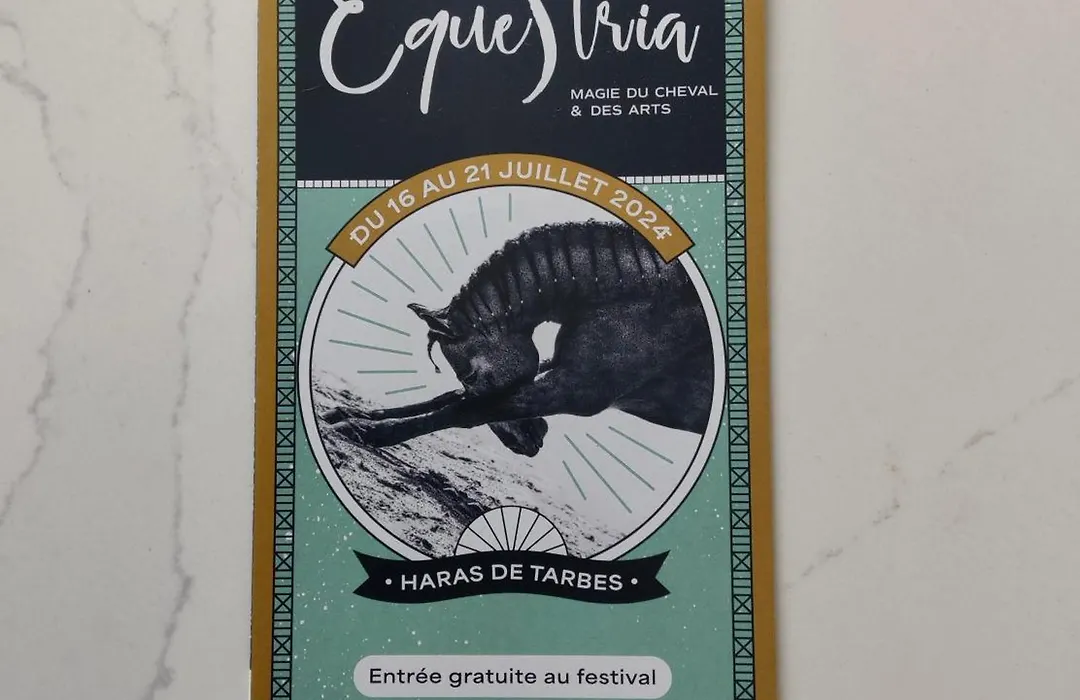 EqueStria
MAGIE DU CHEVAL
& DES ARTS
DU 16 AU 21 JUILLET 2024
• HARAS DE TARBES •
Entrée gratuite au festival